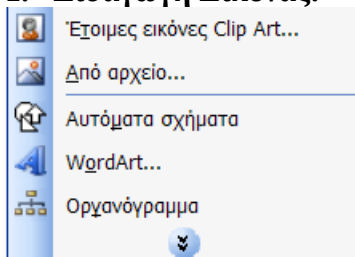 Έτοιμες εικόνες Clip Art...
Από αρχείο...
Αυτόματα σχήματα
WordArt...
Οργανόγραμμα